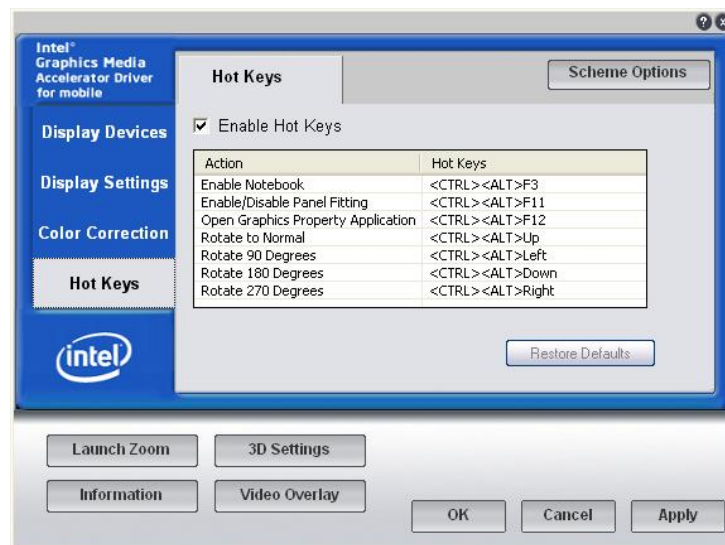 Intel®
Graphics Media
Accelerator Driver
for mobile
Display Devices
Display Settings
Color Correction
Hot Keys
intel®
Hot Keys
Scheme Options
Enable Hot Keys
Action Hot Keys
Enable Notebook <CTRL><ALT>F3
Enable/Disable Panel Fitting <CTRL><ALT>F11
Open Graphics Property Application <CTRL><ALT>F12
Rotate to Normal <CTRL><ALT>Up
Rotate 90 Degrees <CTRL><ALT>Left
Rotate 180 Degrees <CTRL><ALT>Down
Rotate 270 Degrees <CTRL><ALT>Right
Restore Defaults
Launch Zoom 3D Settings
Information Video Overlay
OK Cancel Apply